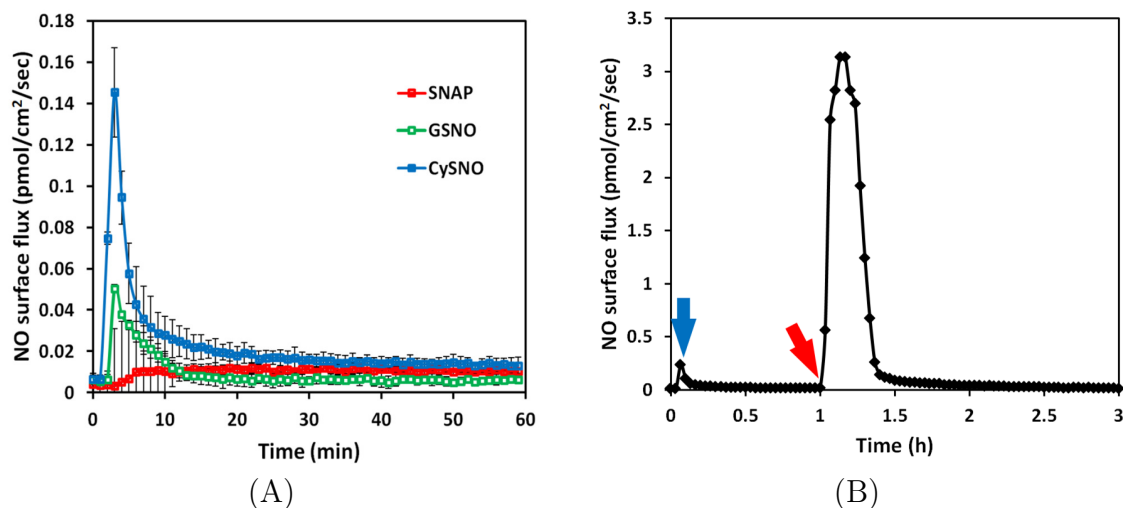 NO surface flux (pmol/cm²/sec)
0.18
0.16
0.14
0.12
0.1
0.08
0.06
0.04
0.02
0
SNAP
GSNO
CySNO
0 10 20 30 40 50 60
Time (min)
(A)
NO surface flux (pmol/cm²/sec)
3.5
3
2.5
2
1.5
1
0.5
0
0 0.5 1 1.5 2 2.5 3
Time (h)
(B)